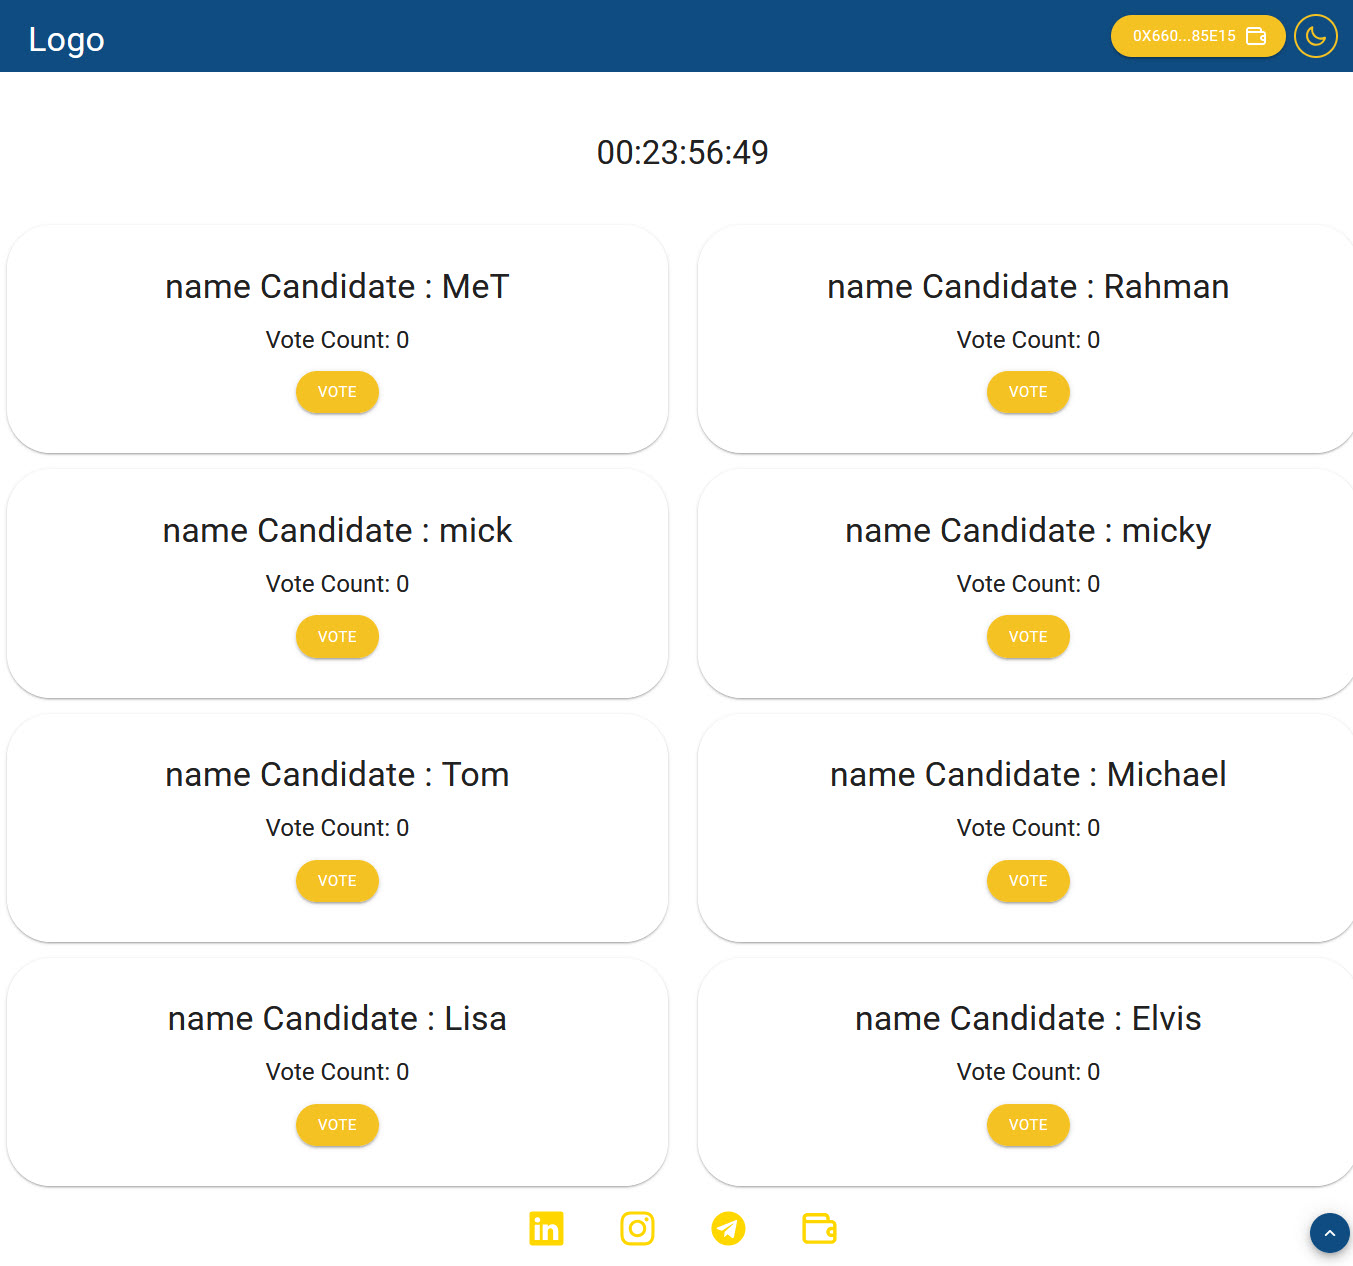 Logo
0X660...85E15
00:23:56:49
name Candidate : MeT
Vote Count: 0
VOTE
name Candidate : Rahman
Vote Count: 0
VOTE
name Candidate : mick
Vote Count: 0
VOTE
name Candidate : micky
Vote Count: 0
VOTE
name Candidate : Tom
Vote Count: 0
VOTE
name Candidate : Michael
Vote Count: 0
VOTE
name Candidate : Lisa
Vote Count: 0
VOTE
name Candidate : Elvis
Vote Count: 0
VOTE
in